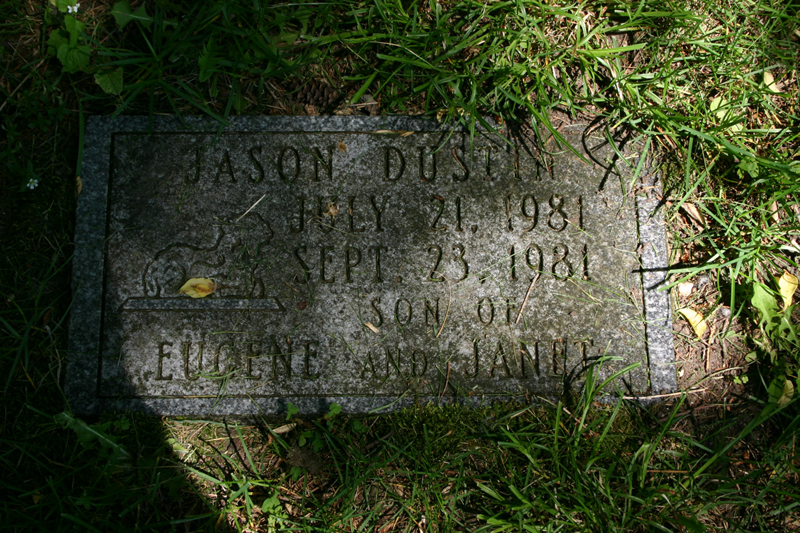 JASON DUSTIN
JULY 21, 1981
SEPT. 23, 1981
SON OF
EUGENE AND JANET